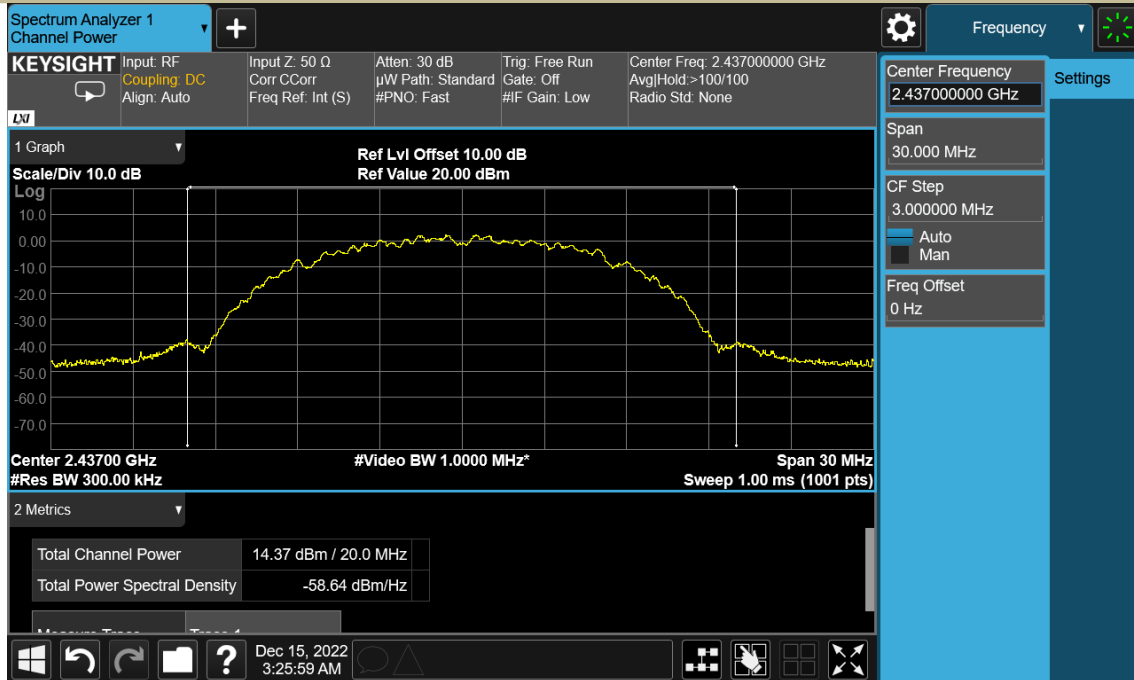 Spectrum Analyzer 1
Channel Power
Frequency
KEYSIGHT
LXI
Input: RF
Coupling: DC
Align: Auto
Input Z: 50 Ω
Corr CCorr
Freq Ref: Int (S)
Atten: 30 dB
µW Path: Standard
#PNO: Fast
Trig: Free Run
Gate: Off
#IF Gain: Low
Center Freq: 2.437000000 GHz
Avg|Hold:>100/100
Radio Std: None
Center Frequency
2.437000000 GHz
Settings
Span
30.000 MHz
CF Step
3.000000 MHz
Auto
Man
Freq Offset
0 Hz
1 Graph
Scale/Div 10.0 dB
Ref Lvl Offset 10.00 dB
Ref Value 20.00 dBm
Log
10.0
0.00
-10.0
-20.0
-30.0
-40.0
-50.0
-60.0
-70.0
Center 2.43700 GHz
#Video BW 1.0000 MHz*
Span 30 MHz
#Res BW 300.00 kHz
Sweep 1.00 ms (1001 pts)
2 Metrics
Total Channel Power 14.37 dBm / 20.0 MHz
Total Power Spectral Density -58.64 dBm/Hz
Measure Trace Trace 1
?
Dec 15, 2022
3:25:59 AM